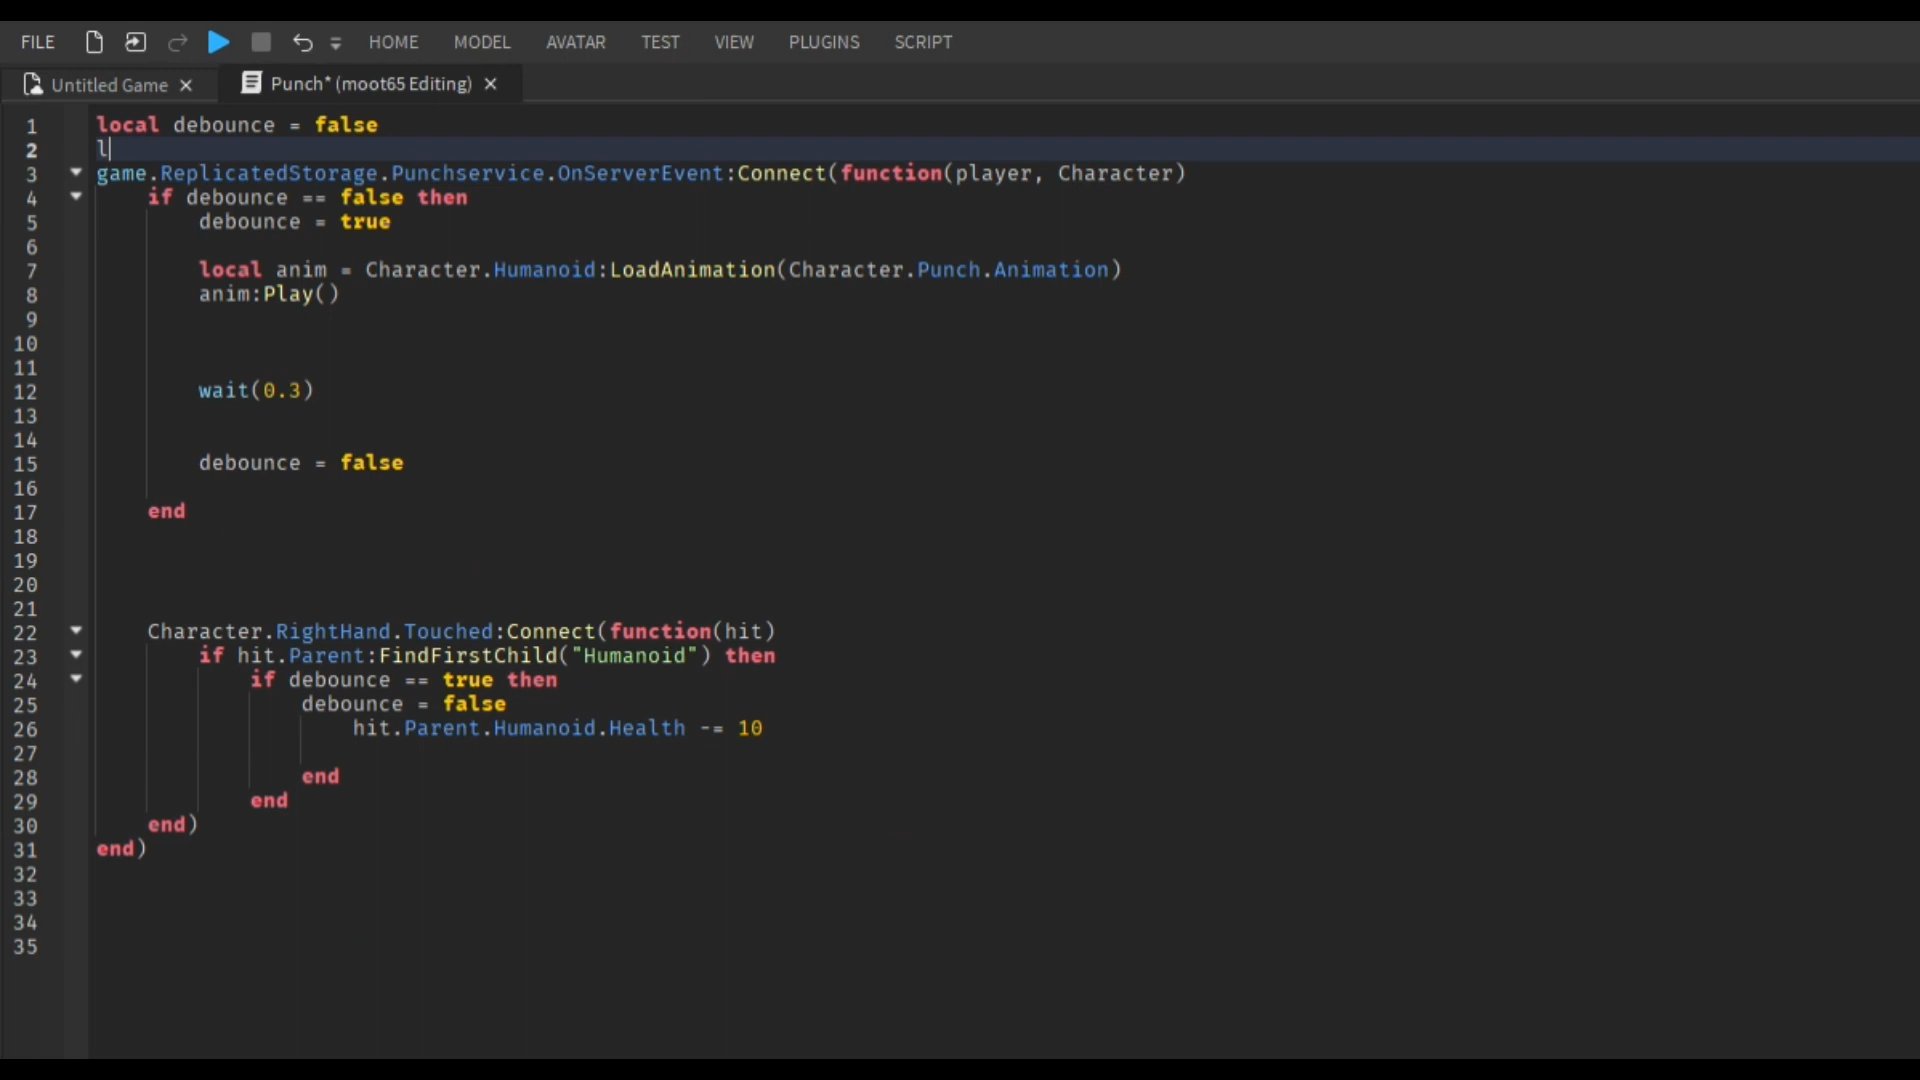 FILE HOME MODEL AVATAR TEST VIEW PLUGINS SCRIPT
Untitled Game × Punch* (moot65 Editing) ×
1 local debounce = false
2 l
3 game.ReplicatedStorage.Punchservice.OnServerEvent:Connect(function(player, Character)
4 if debounce == false then
5 debounce = true
6
7 local anim = Character.Humanoid:LoadAnimation(Character.Punch.Animation)
8 anim:Play()
9
10
11
12 wait(0.3)
13
14
15 debounce = false
16
17 end
18
19
20
21
22 Character.RightHand.Touched:Connect(function(hit)
23 if hit.Parent:FindFirstChild("Humanoid") then
24 if debounce == true then
25 debounce = false
26 hit.Parent.Humanoid.Health -= 10
27
28 end
29 end
30 end)
31 end)
32
33
34
35